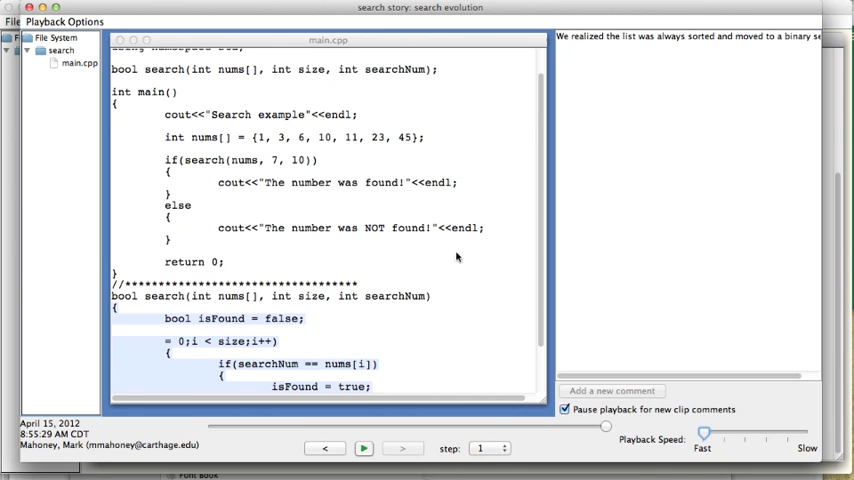 search story: search evolution
File
Playback Options
File System
search
main.cpp
main.cpp
bool search(int nums[], int size, int searchNum);
int main()
{
cout<<"Search example"<<endl;
int nums[] = {1, 3, 6, 10, 11, 23, 45};
if(search(nums, 7, 10))
{
cout<<"The number was found!"<<endl;
}
else
{
cout<<"The number was NOT found!"<<endl;
}
return 0;
}
//***********************************
bool search(int nums[], int size, int searchNum)
{
bool isFound = false;
= 0;i < size;i++)
{
if(searchNum == nums[i])
{
isFound = true;
We realized the list was always sorted and moved to a binary se
Add a new comment
Pause playback for new clip comments
April 15, 2012
8:55:29 AM CDT
Mahoney, Mark (mmahoney@carthage.edu)
<
>
step:
1
Playback Speed:
Fast
Slow
Font Book